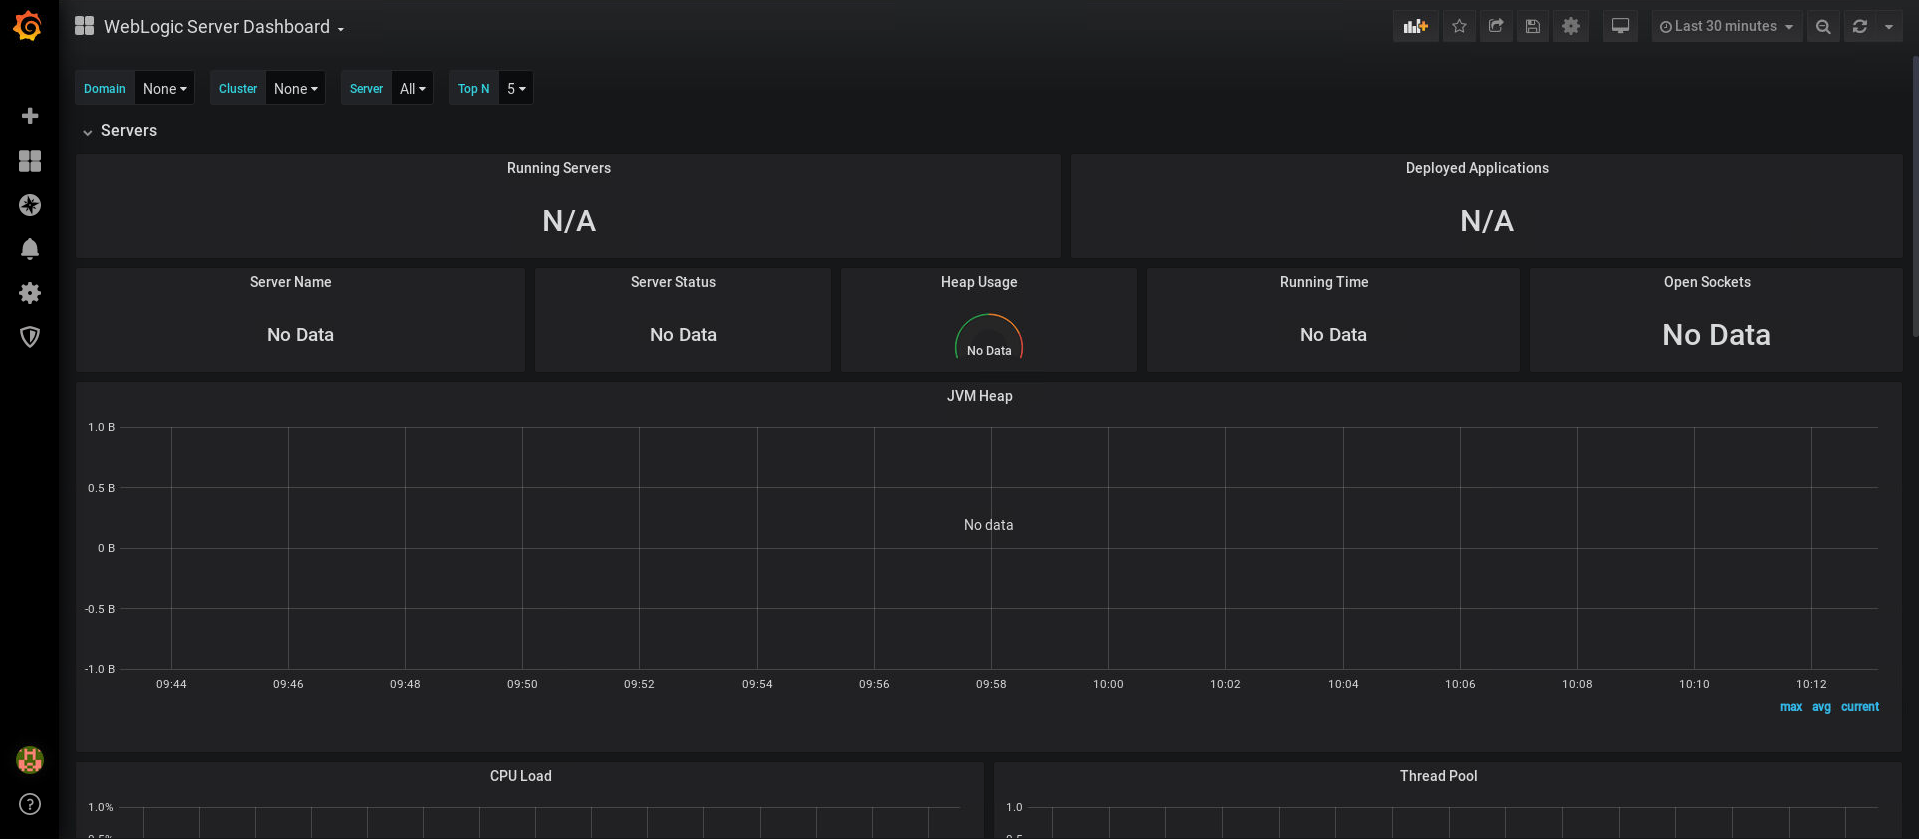 WebLogic Server Dashboard
Last 30 minutes
Domain None Cluster None Server All Top N 5
Servers
Running Servers
N/A
Deployed Applications
N/A
Server Name
No Data
Server Status
No Data
Heap Usage
No Data
Running Time
No Data
Open Sockets
No Data
JVM Heap
1.0 B
0.5 B
No data
0 B
-0.5 B
-1.0 B
09:44 09:46 09:48 09:50 09:52 09:54 09:56 09:58 10:00 10:02 10:04 10:06 10:08 10:10 10:12
max avg current
CPU Load
1.0%
Thread Pool
1.0